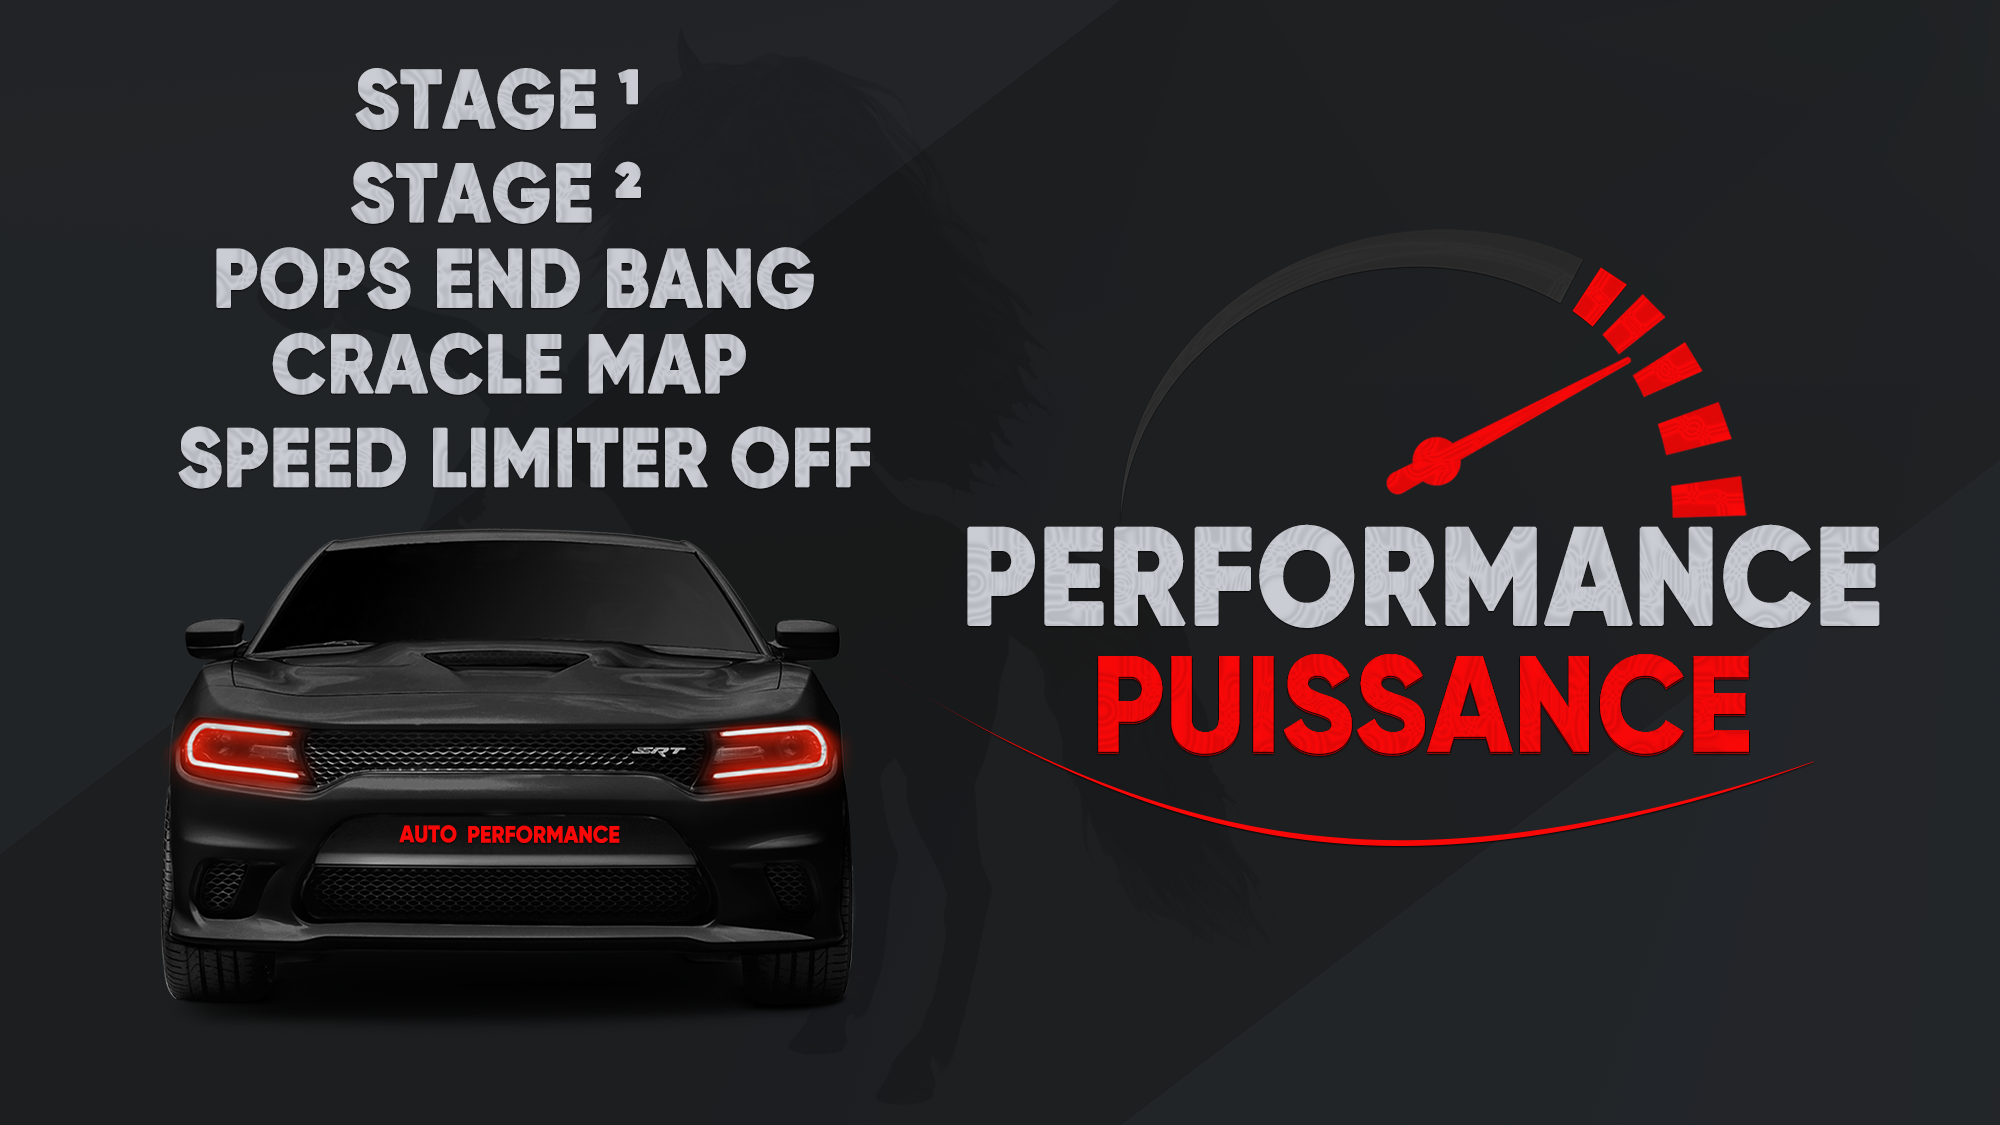 STAGE ¹
STAGE ²
POPS END BANG
CRACLE MAP
SPEED LIMITER OFF
SRT
AUTO PERFORMANCE
PERFORMANCE
PUISSANCE